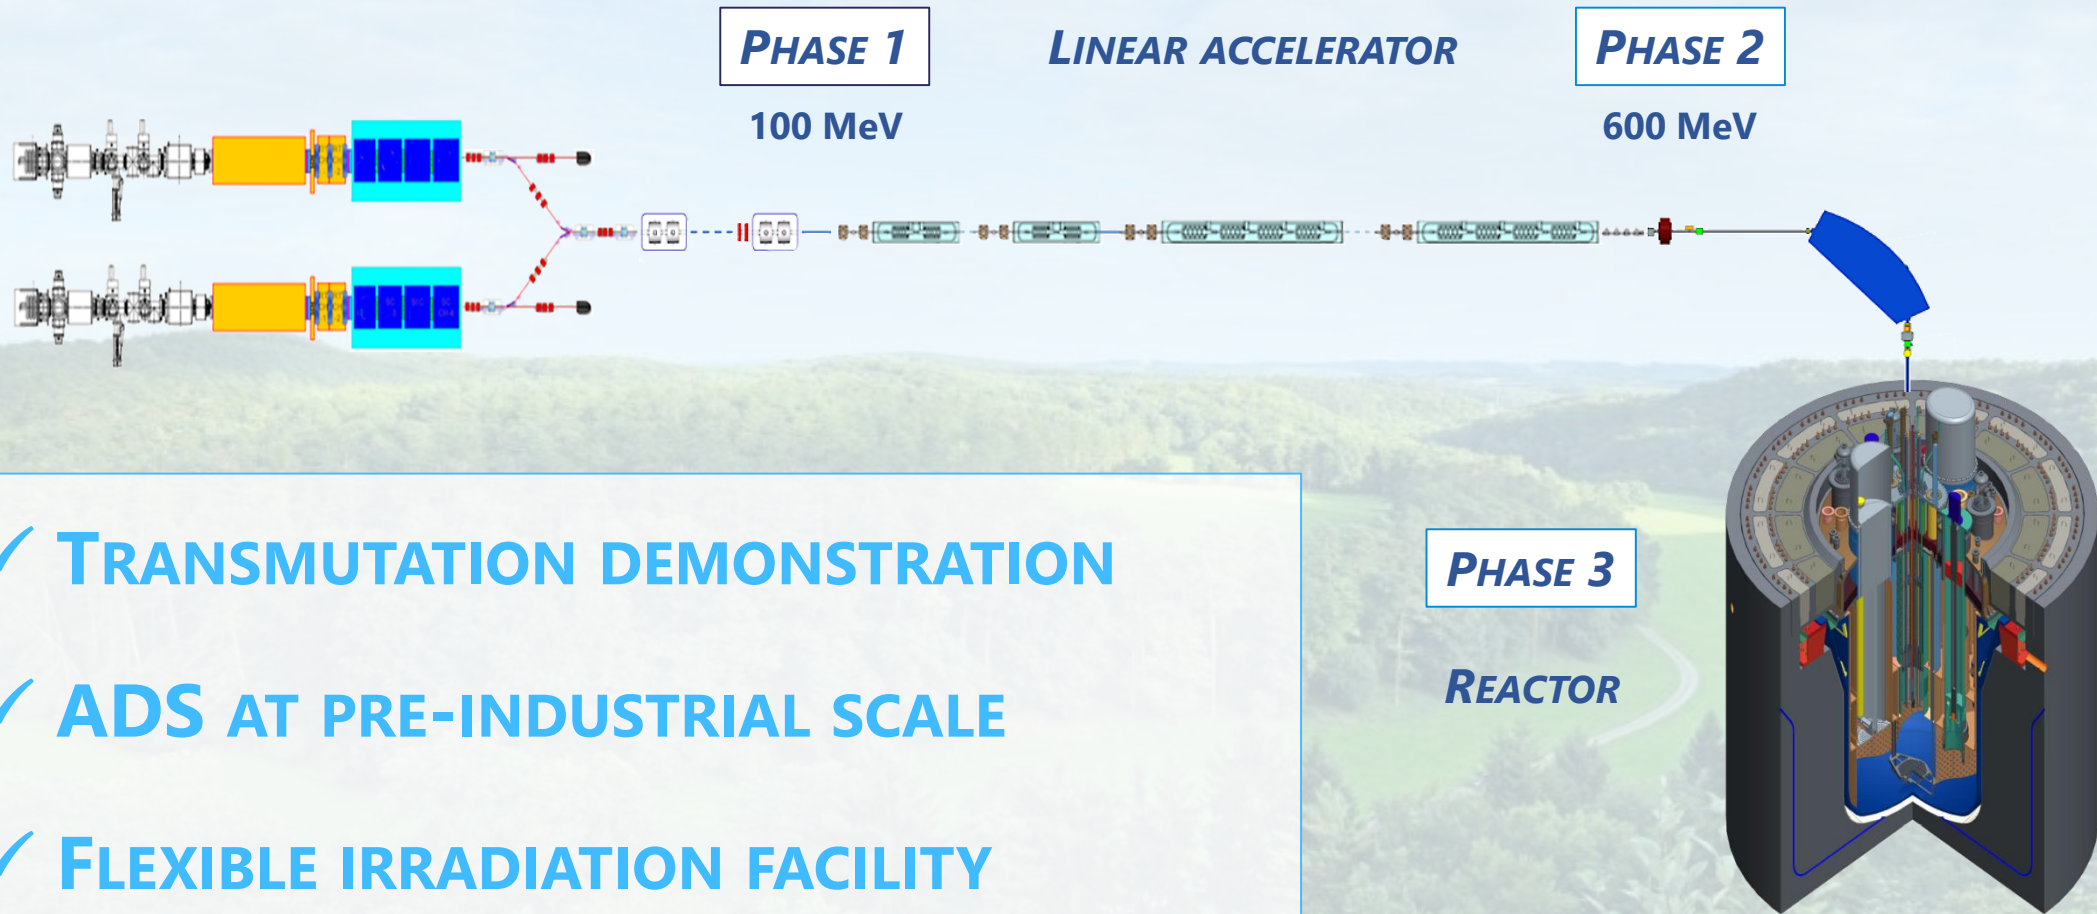 PHASE 1
LINEAR ACCELERATOR
PHASE 2
100 MeV
600 MeV
✓ TRANSMUTATION DEMONSTRATION
PHASE 3
✓ ADS AT PRE-INDUSTRIAL SCALE
REACTOR
✓ FLEXIBLE IRRADIATION FACILITY